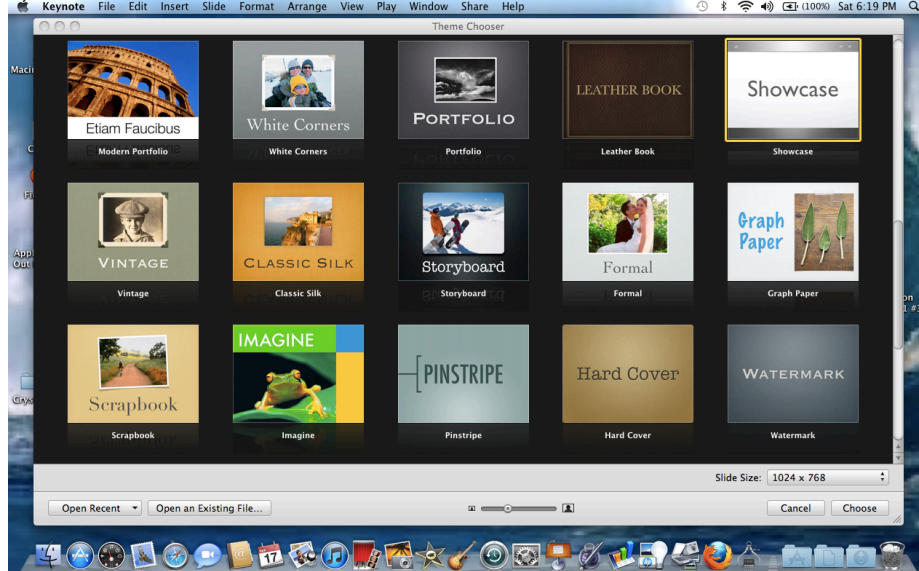 Keynote File Edit Insert Slide Format Arrange View Play Window Share Help (100%) Sat 6:19 PM
Theme Chooser
Etiam Faucibus
White Corners
PORTFOLIO
LEATHER BOOK
Showcase
Modern Portfolio
White Corners
Portfolio
Leather Book
Showcase
VINTAGE
CLASSIC SILK
Storyboard
Formal
Graph
Paper
Vintage
Classic Silk
Storyboard
Formal
Graph Paper
Scrapbook
IMAGINE
PINSTRIPE
Hard Cover
WATERMARK
Scrapbook
Imagine
Pinstripe
Hard Cover
Watermark
Slide Size: 1024 x 768
Open Recent Open an Existing File... Cancel Choose
17